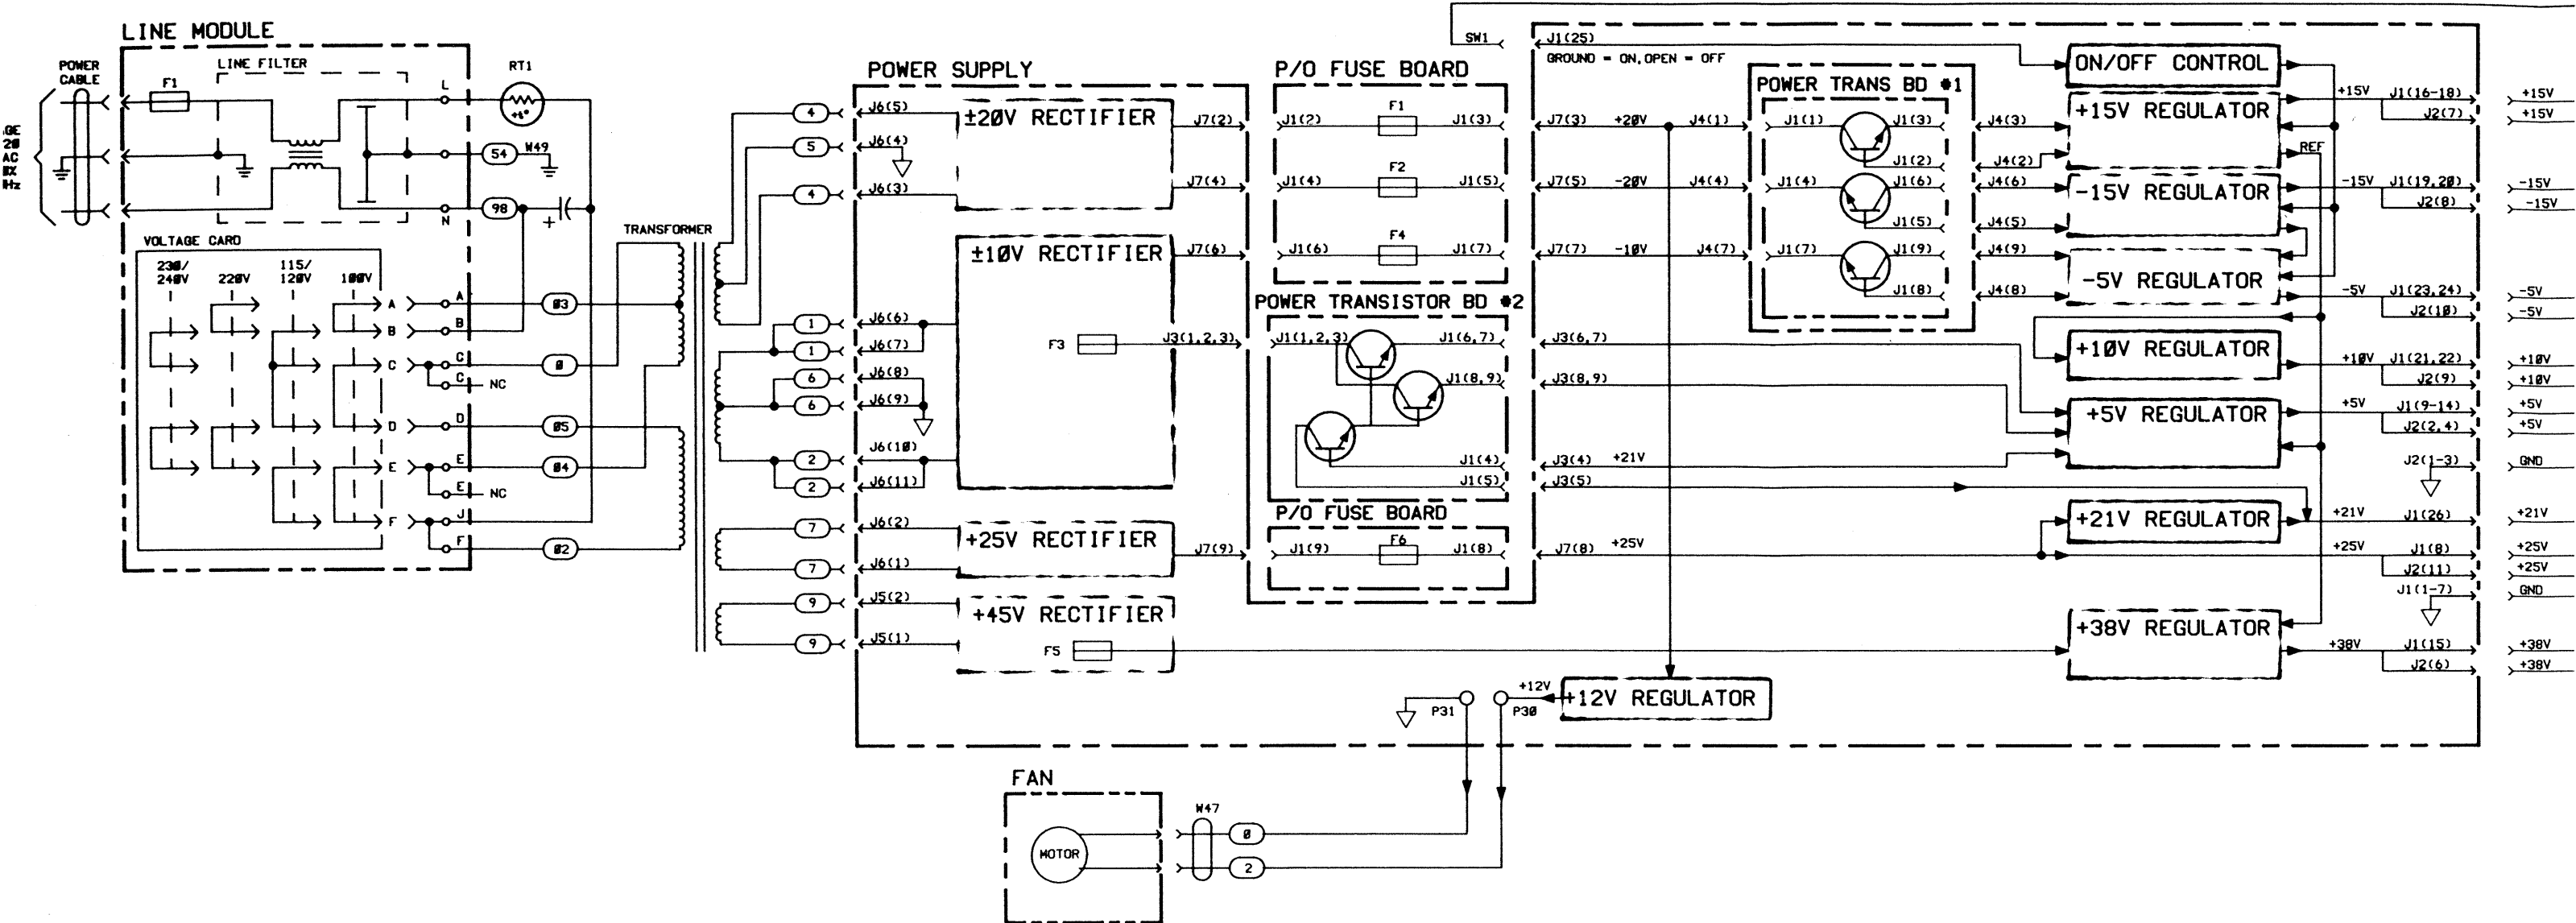 LINE MODULE
POWER
CABLE
F1
LINE FILTER
L
RT1
+t°
GE
20
AC
0X
Hz
54
W49
98
N
+
VOLTAGE CARD
230/
240V
220V
115/
120V
100V
A
A
B
B
C
C
C
NC
D
D
E
E
E
NC
F
J
F
03
0
05
04
02
TRANSFORMER
4
5
4
1
1
6
6
2
2
7
7
9
9
POWER SUPPLY
J6(5)
J6(4)
J6(3)
±20V RECTIFIER
J7(2)
J7(4)
J6(6)
J6(7)
J6(8)
J6(9)
J6(10)
J6(11)
±10V RECTIFIER
J7(6)
F3
J3(1,2,3)
J6(2)
J6(1)
+25V RECTIFIER
J7(9)
J5(2)
J5(1)
+45V RECTIFIER
F5
P/O FUSE BOARD
J1(2)
F1
J1(3)
J1(4)
F2
J1(5)
J1(6)
F4
J1(7)
POWER TRANSISTOR BD #2
J1(1,2,3)
J1(6,7)
J1(8,9)
J1(4)
J1(5)
P/O FUSE BOARD
J1(9)
F6
J1(8)
SW1
J1(25)
GROUND = ON, OPEN = OFF
J7(3)
+20V
J4(1)
J7(5)
-20V
J4(4)
J7(7)
-10V
J4(7)
J3(6,7)
J3(8,9)
J3(4)
+21V
J3(5)
J7(8)
+25V
POWER TRANS BD #1
J1(1)
J1(3)
J1(2)
J1(4)
J1(6)
J1(5)
J1(7)
J1(9)
J1(8)
J4(3)
J4(2)
J4(6)
J4(5)
J4(9)
J4(8)
ON/OFF CONTROL
+15V REGULATOR
REF
-15V REGULATOR
-5V REGULATOR
+10V REGULATOR
+5V REGULATOR
+21V REGULATOR
+38V REGULATOR
+15V
J1(16-18)
+15V
J2(7)
+15V
-15V
J1(19,20)
-15V
J2(8)
-15V
-5V
J1(23,24)
-5V
J2(10)
-5V
+10V
J1(21,22)
+10V
J2(9)
+10V
+5V
J1(9-14)
+5V
J2(2,4)
+5V
J2(1-3)
GND
+21V
J1(26)
+21V
+25V
J1(8)
+25V
J2(11)
+25V
J1(1-7)
GND
+38V
J1(15)
+38V
J2(6)
+38V
P31
P30
+12V
+12V REGULATOR
FAN
MOTOR
W47
0
2